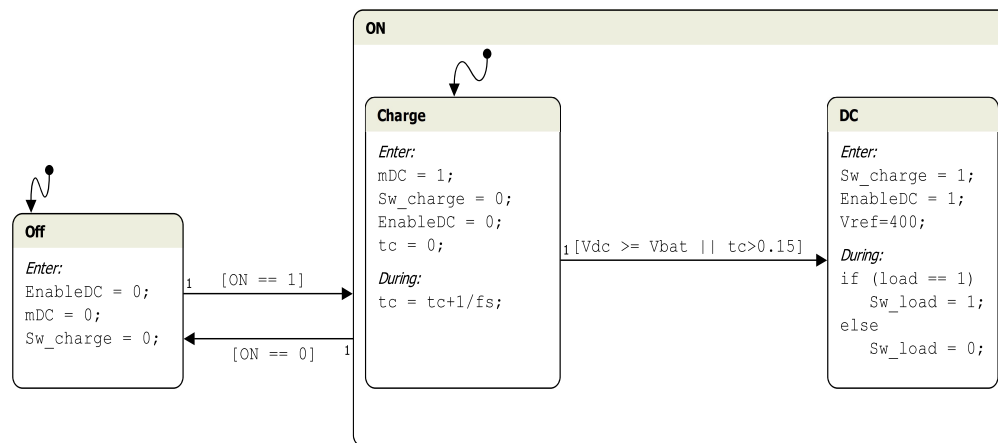 ON
Charge
Enter:
mDC = 1;
Sw_charge = 0;
EnableDC = 0;
tc = 0;
During:
tc = tc+1/fs;
DC
Enter:
Sw_charge = 1;
EnableDC = 1;
Vref=400;
During:
if (load == 1)
Sw_load = 1;
else
Sw_load = 0;
1 [Vdc >= Vbat || tc>0.15]
Off
Enter:
EnableDC = 0;
mDC = 0;
Sw_charge = 0;
1 [ON == 1]
[ON == 0] 1